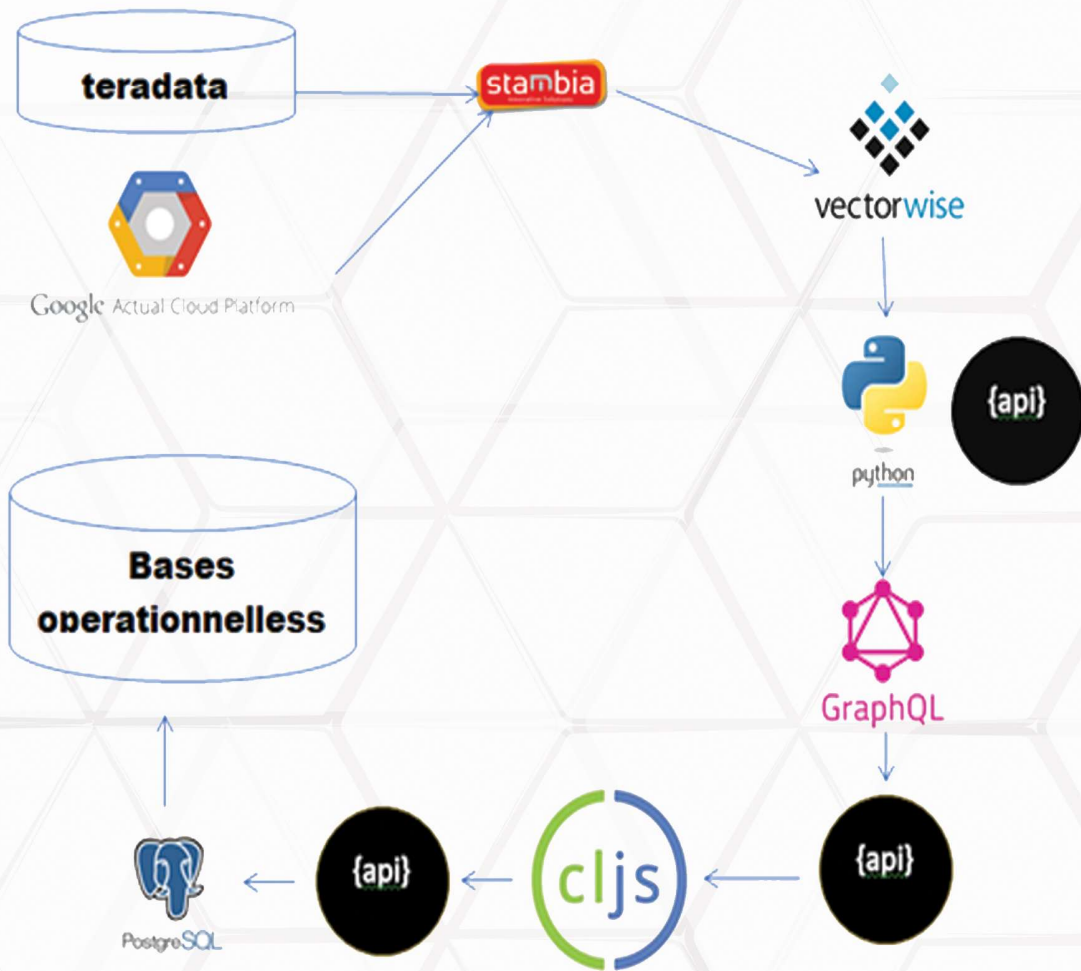 teradata
stambia
vectorwise
Google Actual Cloud Platform
{api}
python
Bases
operationnelless
GraphQL
{api}
cljs
{api}
PostgreSQL